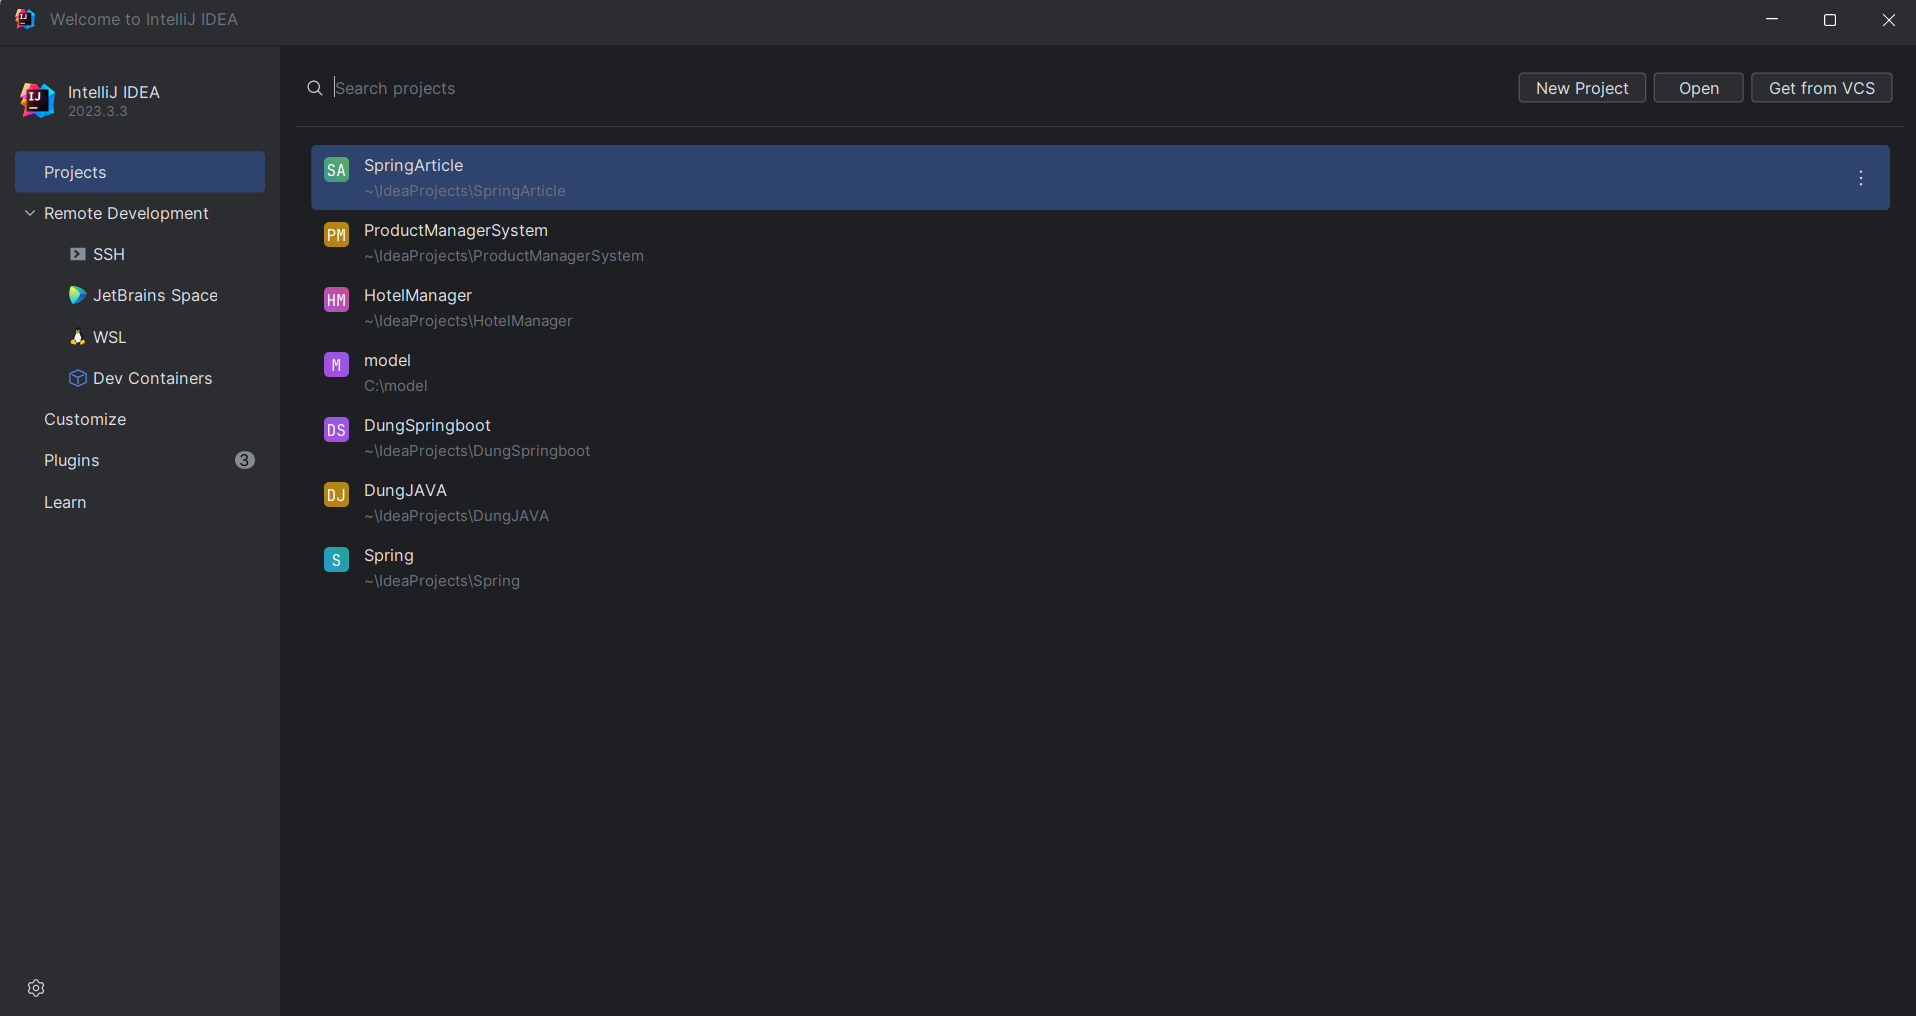 Welcome to IntelliJ IDEA
IJ
IntelliJ IDEA
2023.3.3
Projects
Remote Development
SSH
JetBrains Space
WSL
Dev Containers
Customize
Plugins 3
Learn
Search projects
New Project
Open
Get from VCS
SA SpringArticle
~\IdeaProjects\SpringArticle
PM ProductManagerSystem
~\IdeaProjects\ProductManagerSystem
HM HotelManager
~\IdeaProjects\HotelManager
M model
C:\model
DS DungSpringboot
~\IdeaProjects\DungSpringboot
DJ DungJAVA
~\IdeaProjects\DungJAVA
S Spring
~\IdeaProjects\Spring